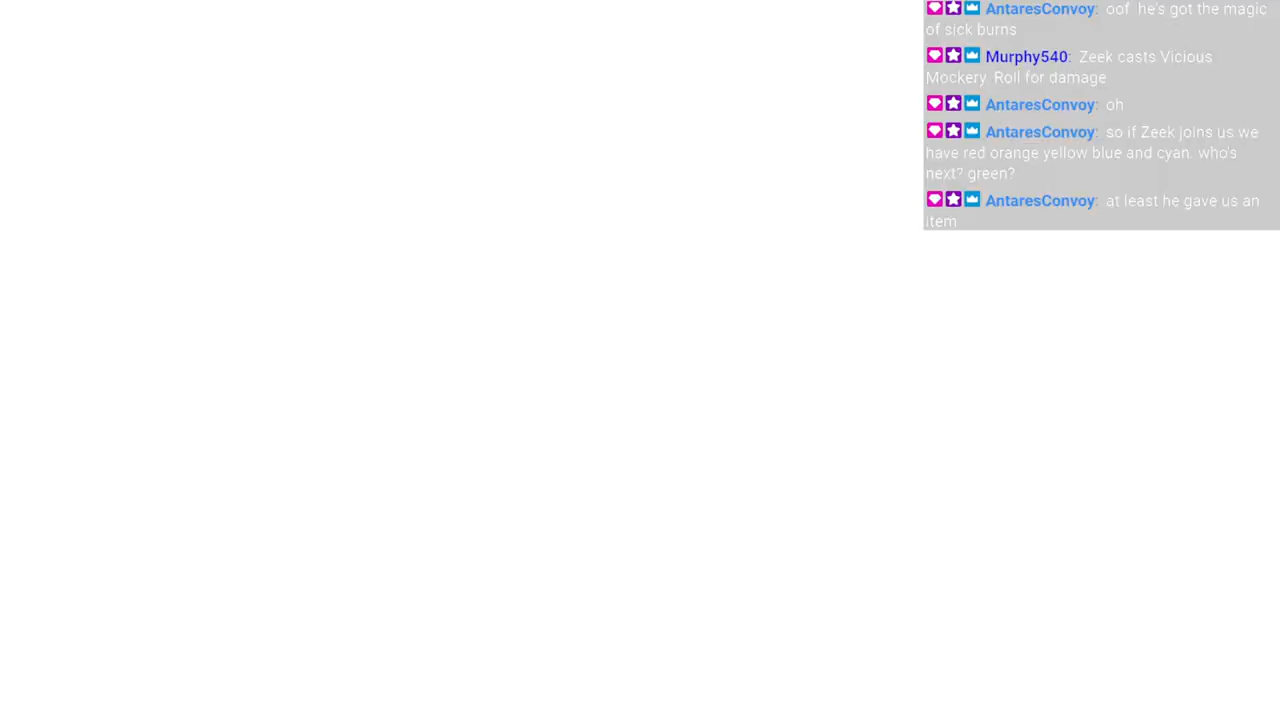 AntaresConvoy: oof he's got the magic
of sick burns
Murphy540: Zeek casts Vicious
Mockery. Roll for damage
AntaresConvoy: oh
AntaresConvoy: so if Zeek joins us we
have red orange yellow blue and cyan. who's
next? green?
AntaresConvoy: at least he gave us an
item